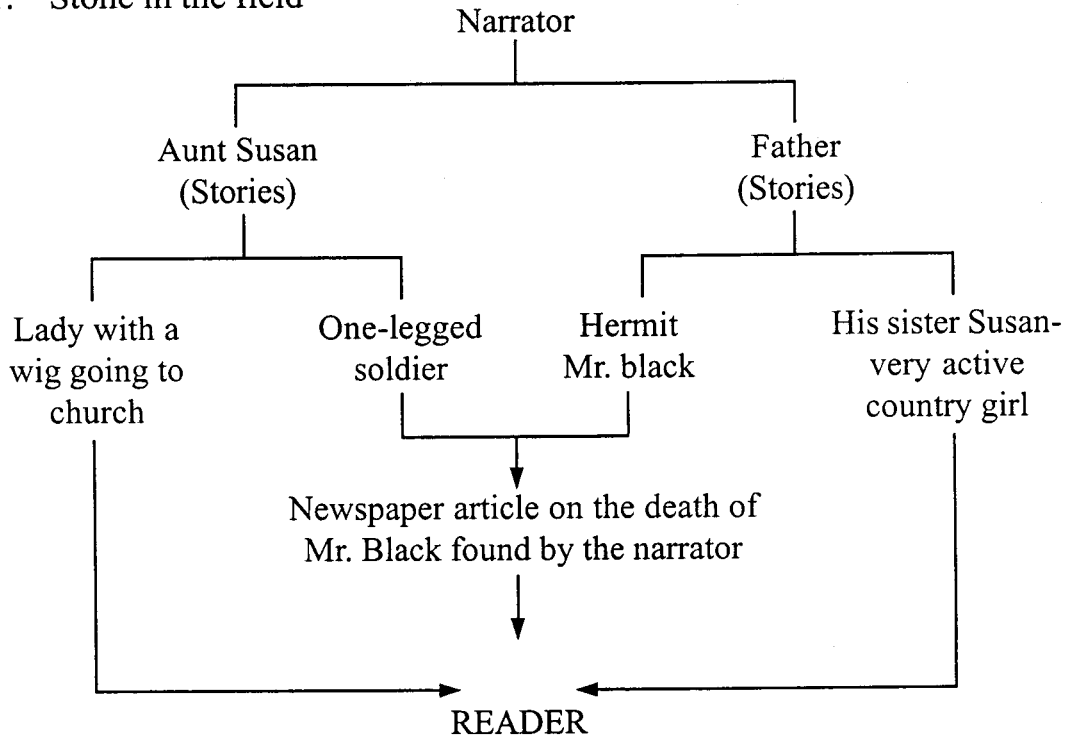 Stone in the field
Narrator
Aunt Susan
(Stories)
Father
(Stories)
Lady with a
wig going to
church
One-legged
soldier
Hermit
Mr. black
His sister Susan-
very active
country girl
Newspaper article on the death of
Mr. Black found by the narrator
READER